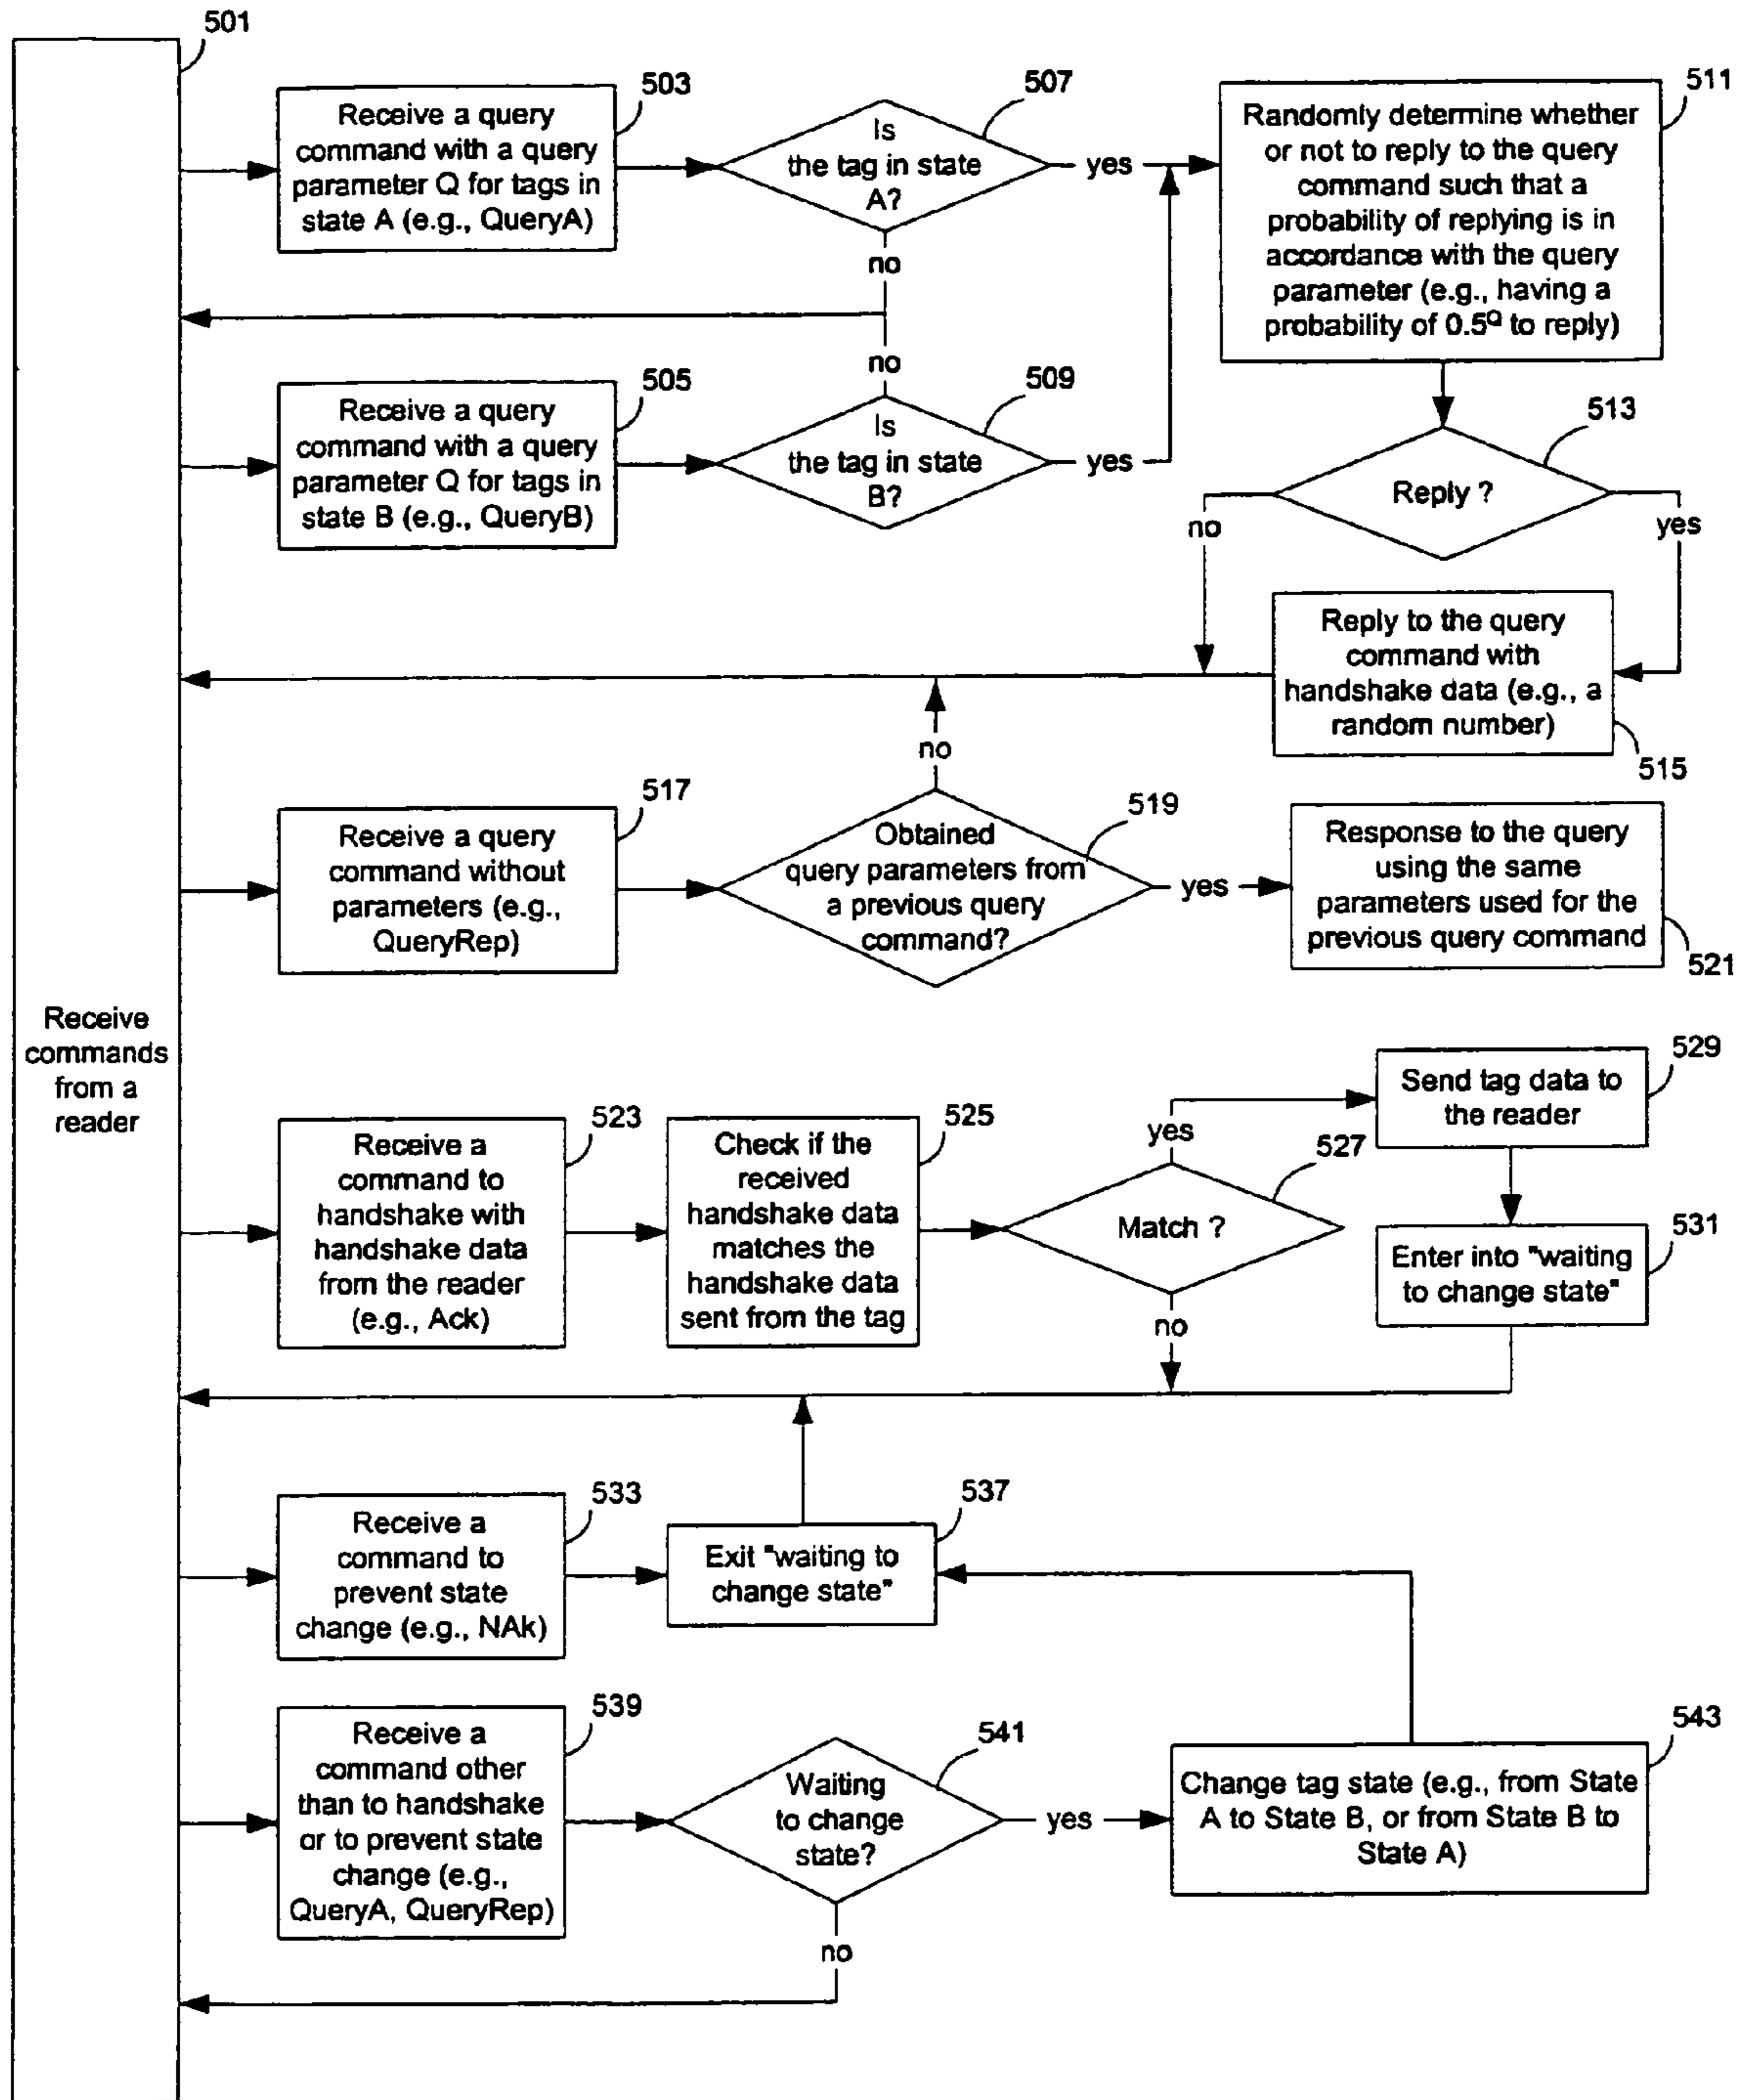 501
Receive
commands
from a
reader
503
Receive a query
command with a query
parameter Q for tags in
state A (e.g., QueryA)
507
Is
the tag in state
A?
yes
no
511
Randomly determine whether
or not to reply to the query
command such that a
probability of replying is in
accordance with the query
parameter (e.g., having a
probability of 0.5^Q to reply)
505
Receive a query
command with a query
parameter Q for tags in
state B (e.g., QueryB)
no
509
Is
the tag in state
B?
yes
513
Reply ?
no
yes
Reply to the query
command with
handshake data (e.g., a
random number)
515
no
517
Receive a query
command without
parameters (e.g.,
QueryRep)
519
Obtained
query parameters from
a previous query
command?
yes
Response to the query
using the same
parameters used for the
previous query command
521
523
Receive a
command to
handshake with
handshake data
from the reader
(e.g., Ack)
525
Check if the
received
handshake data
matches the
handshake data
sent from the tag
527
Match ?
yes
no
529
Send tag data to
the reader
531
Enter into "waiting
to change state"
533
Receive a
command to
prevent state
change (e.g., NAk)
537
Exit "waiting to
change state"
539
Receive a
command other
than to handshake
or to prevent state
change (e.g.,
QueryA, QueryRep)
541
Waiting
to change
state?
yes
no
543
Change tag state (e.g., from State
A to State B, or from State B to
State A)